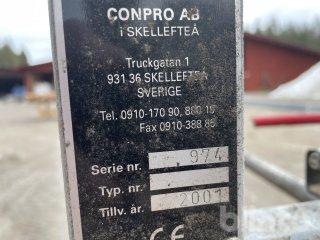 CONPRO AB
i SKELLEFTEÅ
Truckgatan 1
931 36 SKELLEFTEÅ
SVERIGE
Tel. 0910-170 90, 880 15
Fax 0910-388 85
Serie nr. 974
Typ. nr.
Tillv. år. 2001
CE